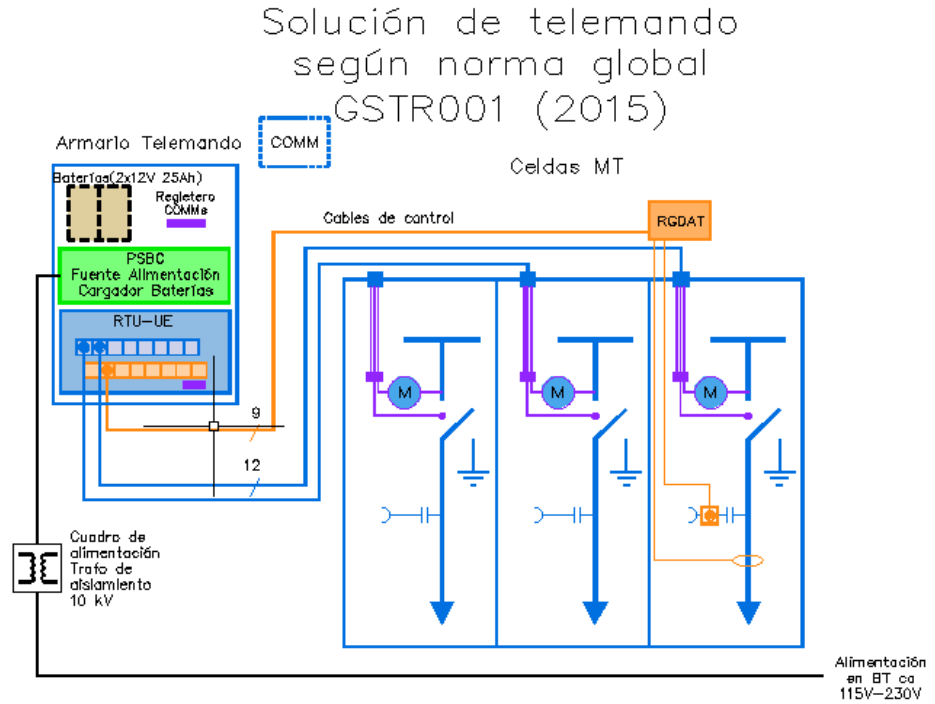 Solución de telemando
según norma global
GSTR001 (2015)
Armario Telemando
COMM
Celdas MT
Baterías(2x12V 25Ah)
Regletero
COMMs
Cables de control
RGDAT
PSBC
Fuente Alimentación
Cargador Baterías
RTU-UE
M
M
M
9
12
Cuadro de
alimentación
Trafo de
aislamiento
10 kV
Alimentación
en BT ca
115V-230V